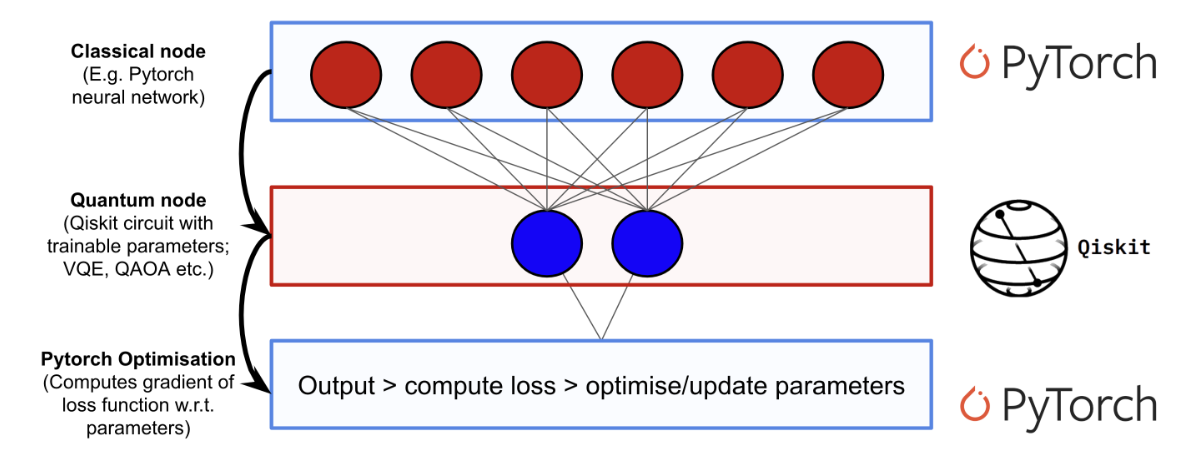 Classical node
(E.g. Pytorch
neural network)
PyTorch
Quantum node
(Qiskit circuit with
trainable parameters;
VQE, QAOA etc.)
Qiskit
Pytorch Optimisation
(Computes gradient of
loss function w.r.t.
parameters)
Output > compute loss > optimise/update parameters
PyTorch